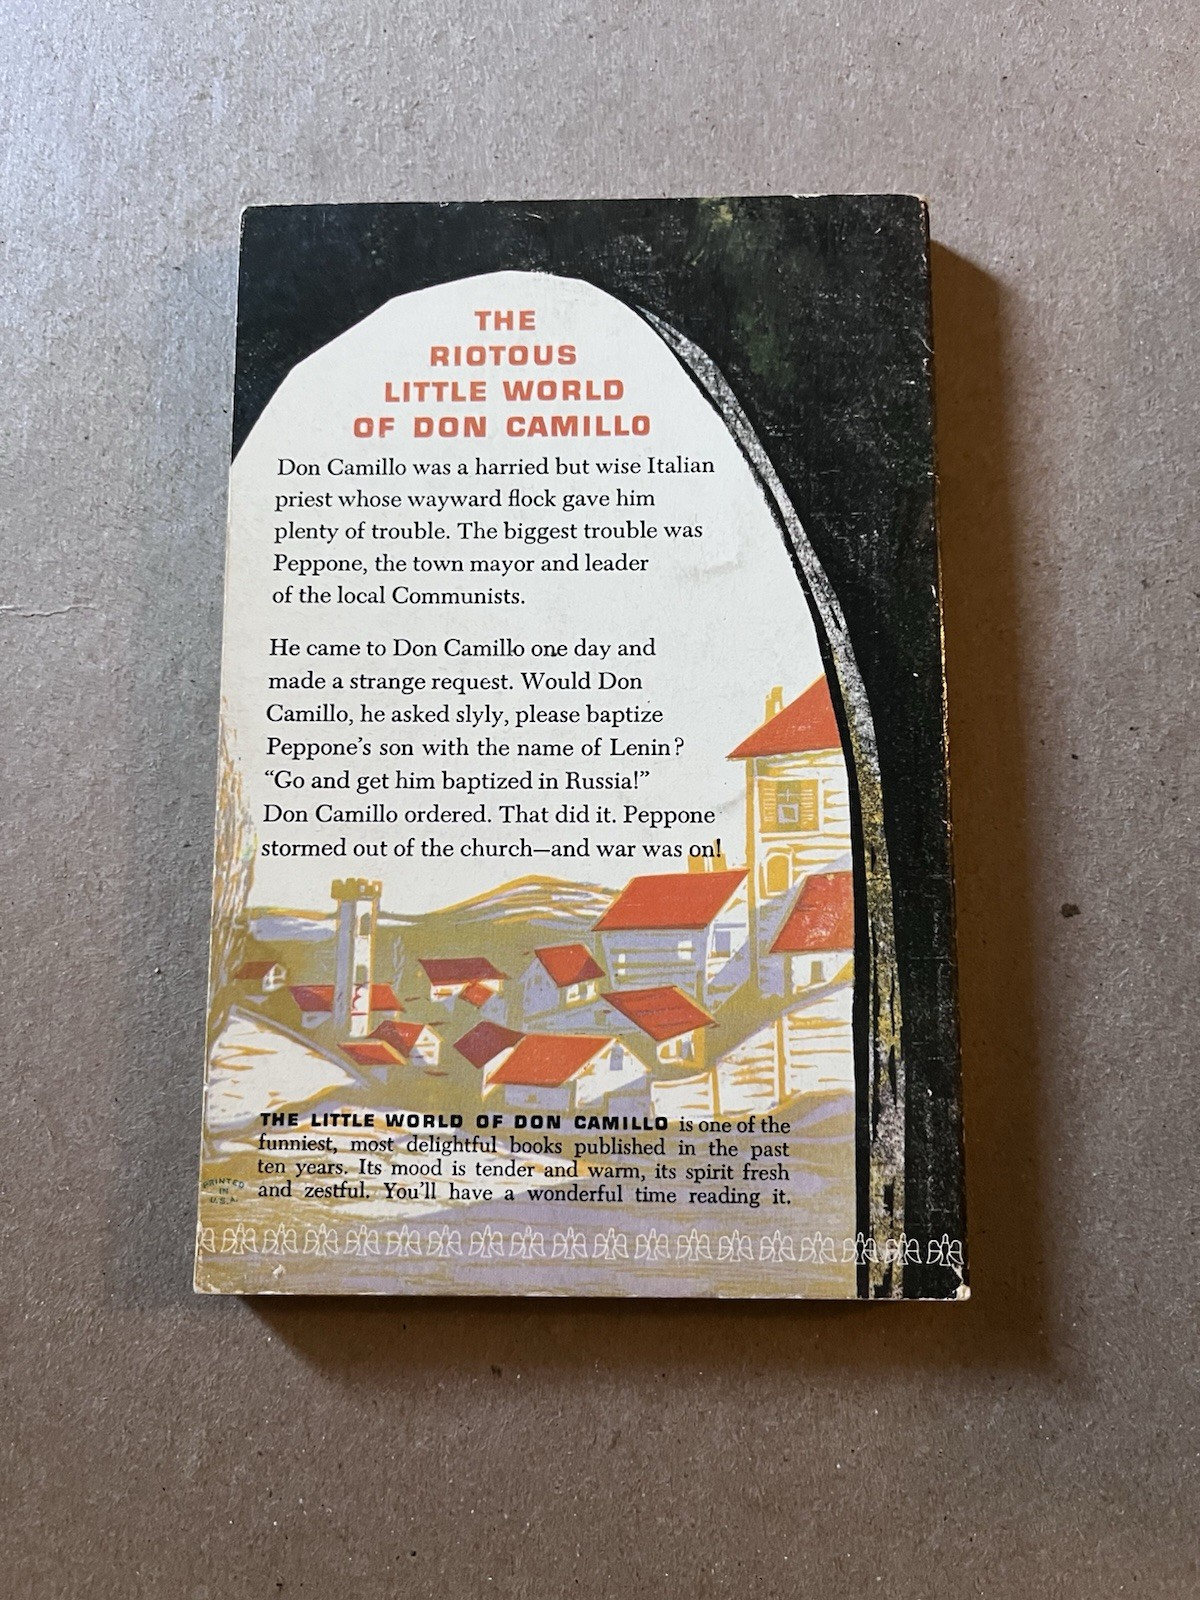 THE
RIOTOUS
LITTLE WORLD
OF DON CAMILLO
Don Camillo was a harried but wise Italian
priest whose wayward flock gave him
plenty of trouble. The biggest trouble was
Peppone, the town mayor and leader
of the local Communists.
He came to Don Camillo one day and
made a strange request. Would Don
Camillo, he asked slyly, please baptize
Peppone's son with the name of Lenin?
“Go and get him baptized in Russia!”
Don Camillo ordered. That did it. Peppone
stormed out of the church—and war was on!
THE LITTLE WORLD OF DON CAMILLO is one of the
funniest, most delightful books published in the past
ten years. Its mood is tender and warm, its spirit fresh
and zestful. You'll have a wonderful time reading it.
PRINTED
IN
U.S.A.